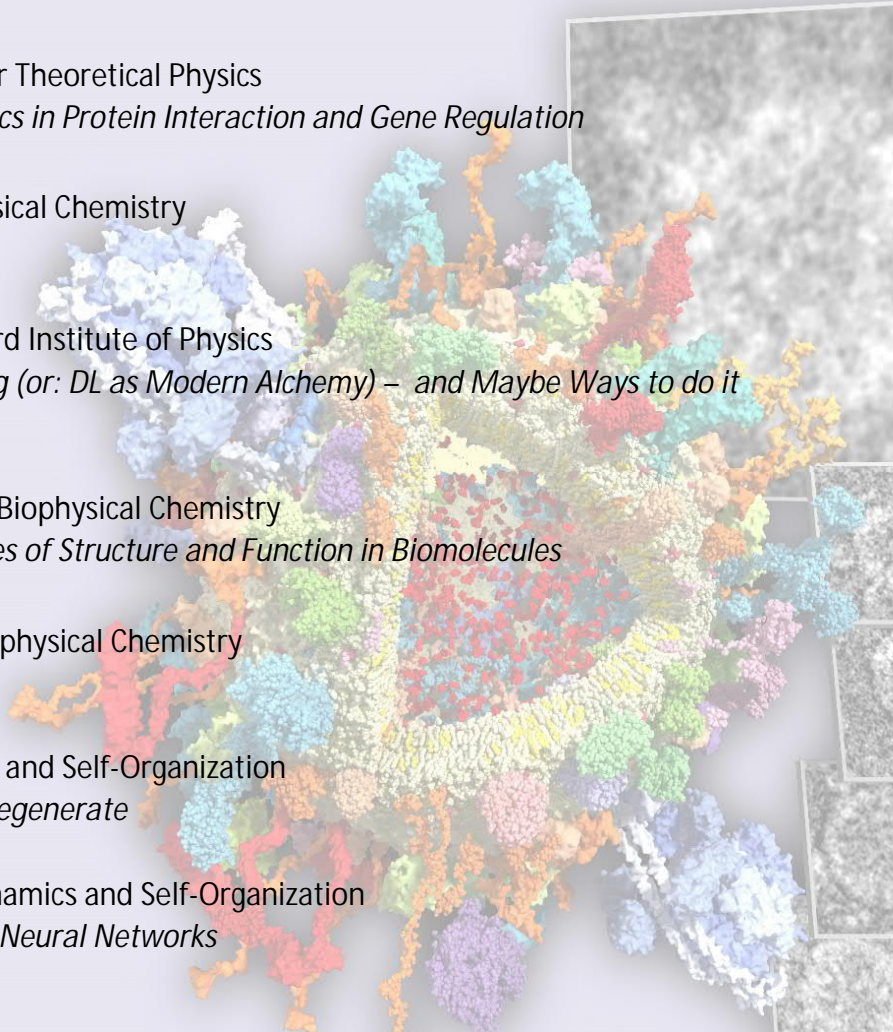 r Theoretical Physics
cs in Protein Interaction and Gene Regulation
sical Chemistry
rd Institute of Physics
g (or: DL as Modern Alchemy) – and Maybe Ways to do it
Biophysical Chemistry
es of Structure and Function in Biomolecules
physical Chemistry
and Self-Organization
egenerate
namics and Self-Organization
Neural Networks